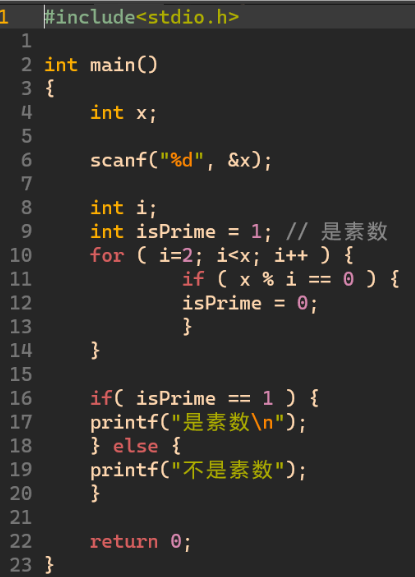 1 #include<stdio.h>
1
2 int main()
3 {
4     int x;
5
6     scanf("%d", &x);
7
8     int i;
9     int isPrime = 1; // 是素数
10     for ( i=2; i<x; i++ ) {
11             if ( x % i == 0 ) {
12             isPrime = 0;
13             }
14     }
15
16     if( isPrime == 1 ) {
17     printf("是素数\n");
18     } else {
19     printf("不是素数");
20     }
21
22     return 0;
23 }